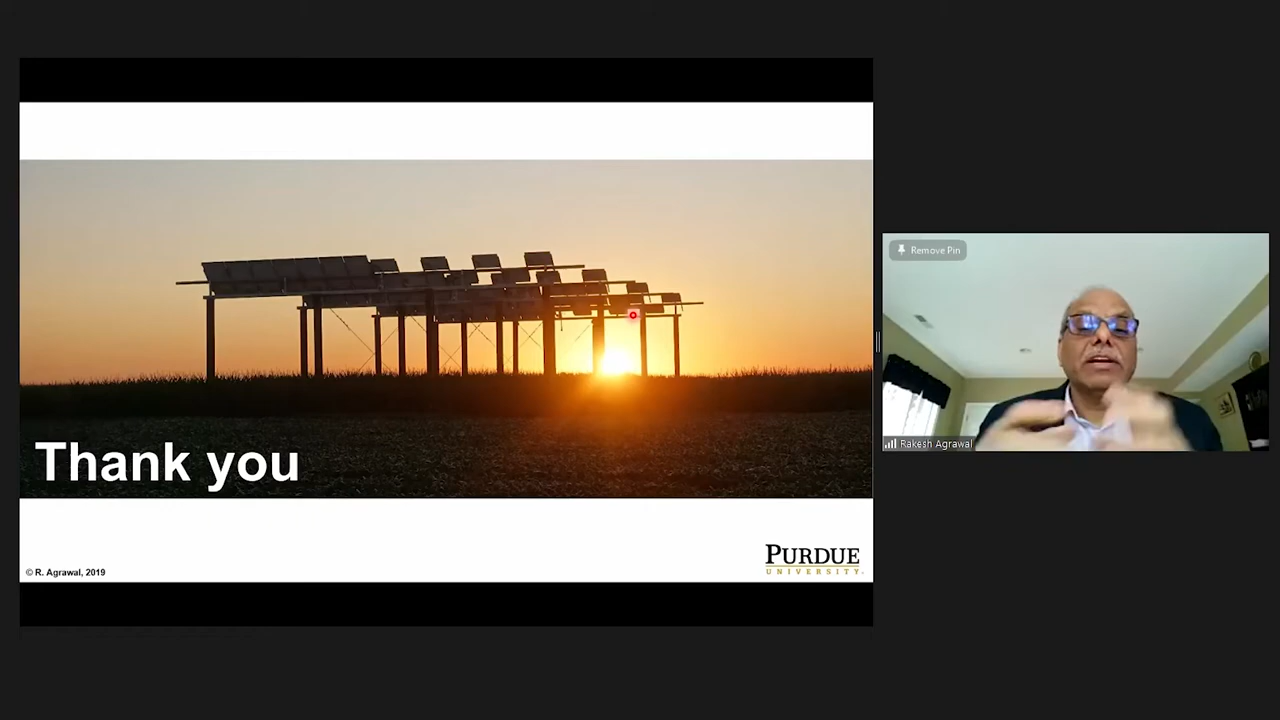 Thank you
© R. Agrawal, 2019
PURDUE
UNIVERSITY
Remove Pin
Rakesh Agrawal